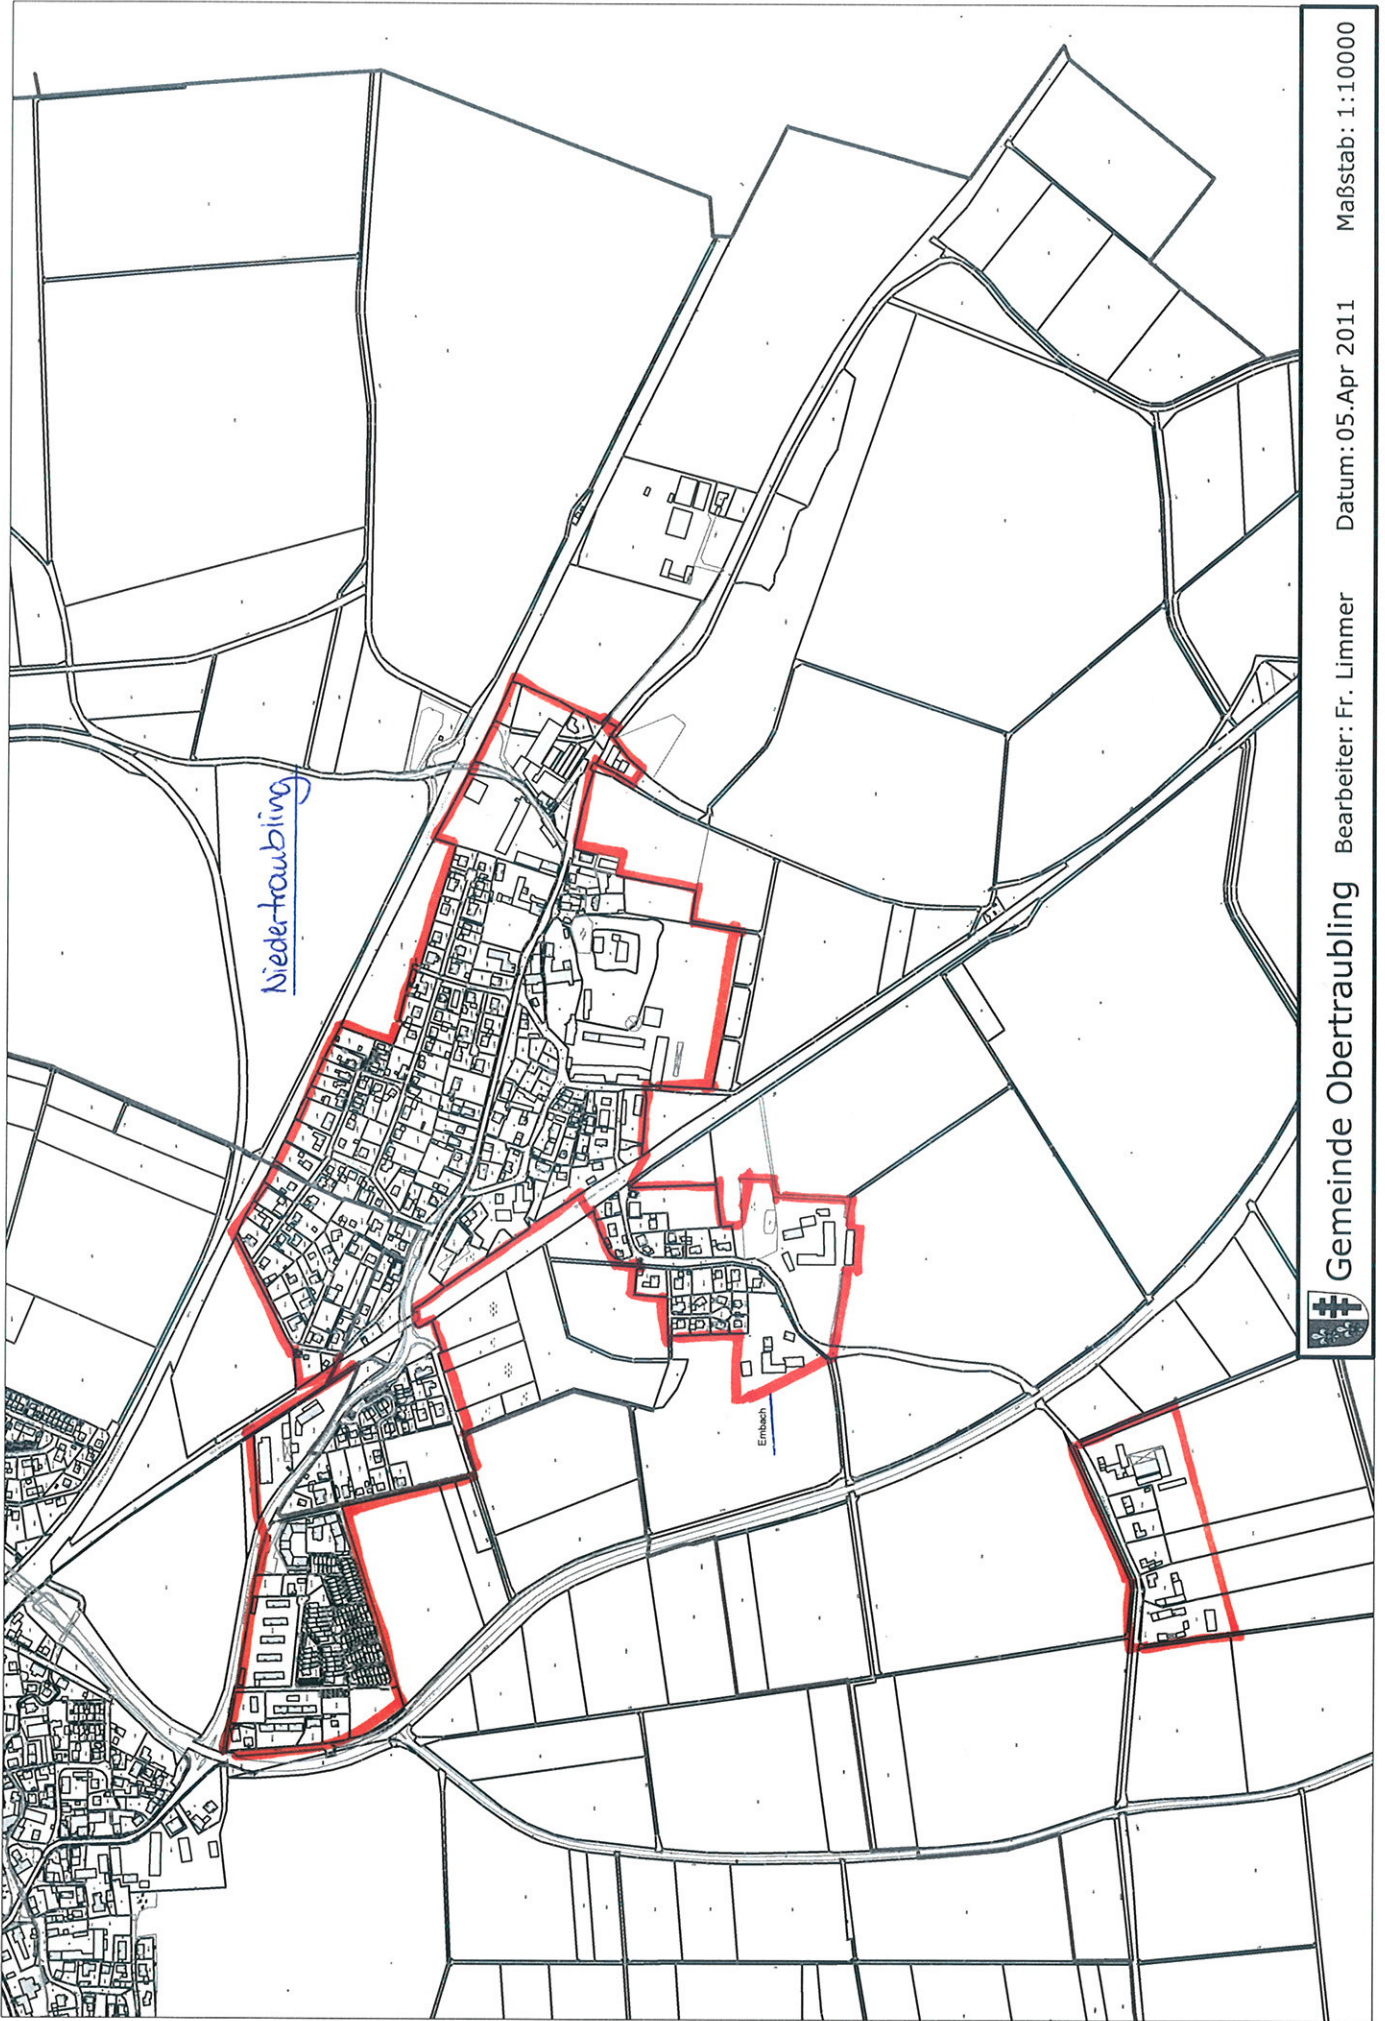 Niedertraubling
Embach
Gemeinde Obertraubling Bearbeiter: Fr. Limmer Datum: 05.Apr 2011 Maßstab: 1:10000